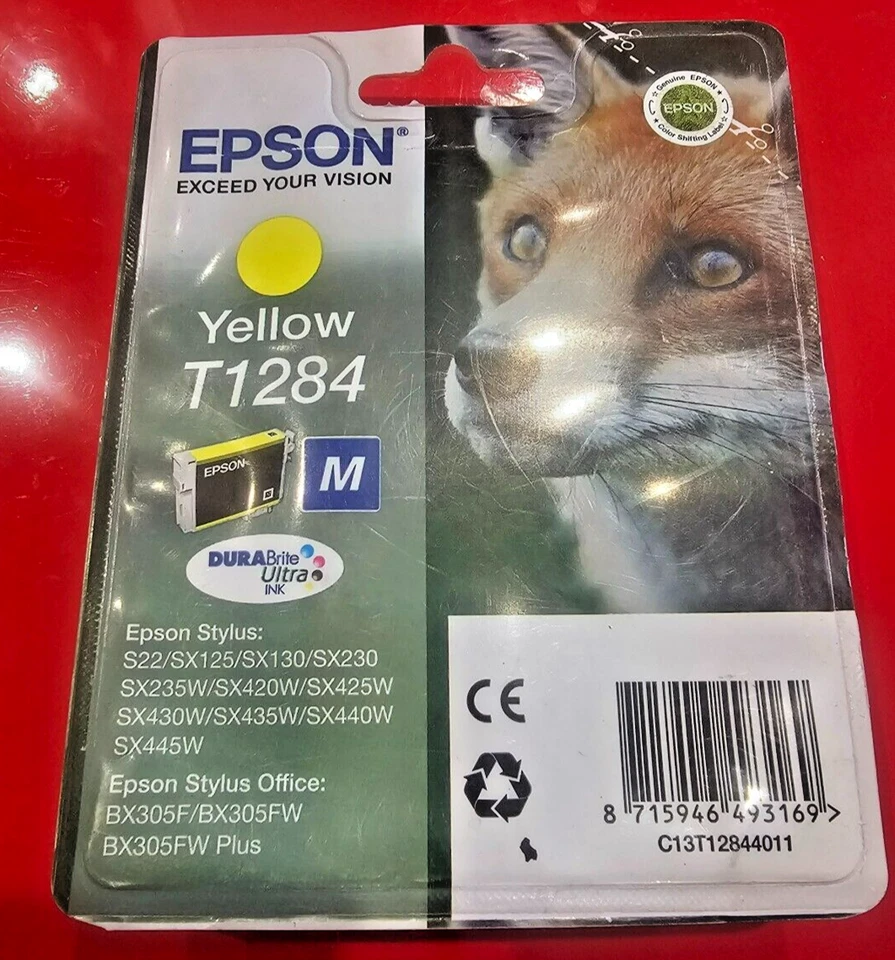 EPSON®
EXCEED YOUR VISION
Genuine EPSON
EPSON
Color Shifting Label
Yellow
T1284
EPSON
M
DURABrite
Ultra
INK
Epson Stylus:
S22/SX125/SX130/SX230
SX235W/SX420W/SX425W
SX430W/SX435W/SX440W
SX445W
Epson Stylus Office:
BX305F/BX305FW
BX305FW Plus
CE
8 715946 493169 >
C13T12844011